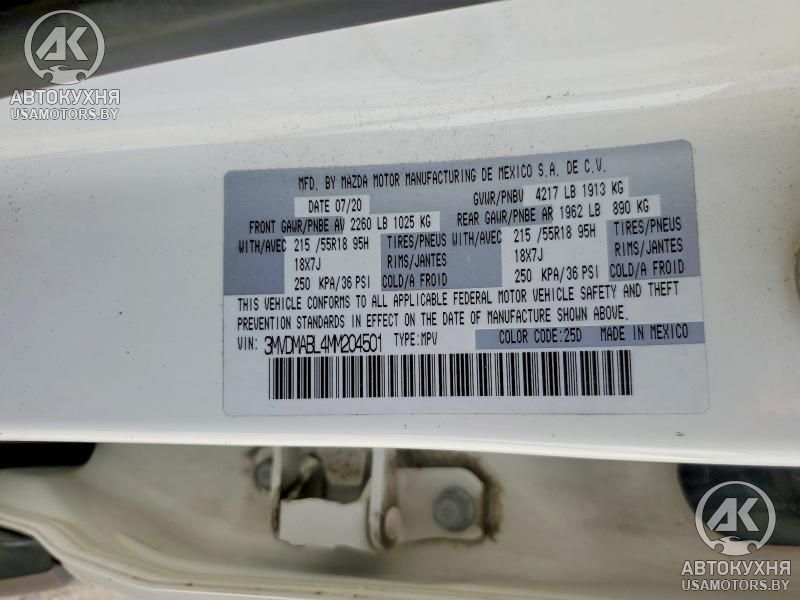 AK
АВТОКУХНЯ
USAMOTORS.BY
MFD. BY MAZDA MOTOR MANUFACTURING DE MEXICO S.A. DE C.V.
DATE 07/20 GVWR/PNBV 4217 LB 1913 KG
FRONT GAWR/PNBE AV 2260 LB 1025 KG REAR GAWR/PNBE AR 1962 LB 890 KG
WITH/AVEC 215 /55R18 95H TIRES/PNEUS WITH/AVEC 215 /55R18 95H TIRES/PNEUS
18X7J RIMS/JANTES 18X7J RIMS/JANTES
250 KPA/36 PSI COLD/A FROID 250 KPA/36 PSI COLD/A FROID
THIS VEHICLE CONFORMS TO ALL APPLICABLE FEDERAL MOTOR VEHICLE SAFETY AND THEFT
PREVENTION STANDARDS IN EFFECT ON THE DATE OF MANUFACTURE SHOWN ABOVE.
VIN: 3MVDMABL4MM204501 TYPE:MPV COLOR CODE:25D MADE IN MEXICO
AK
АВТОКУХНЯ
USAMOTORS.BY